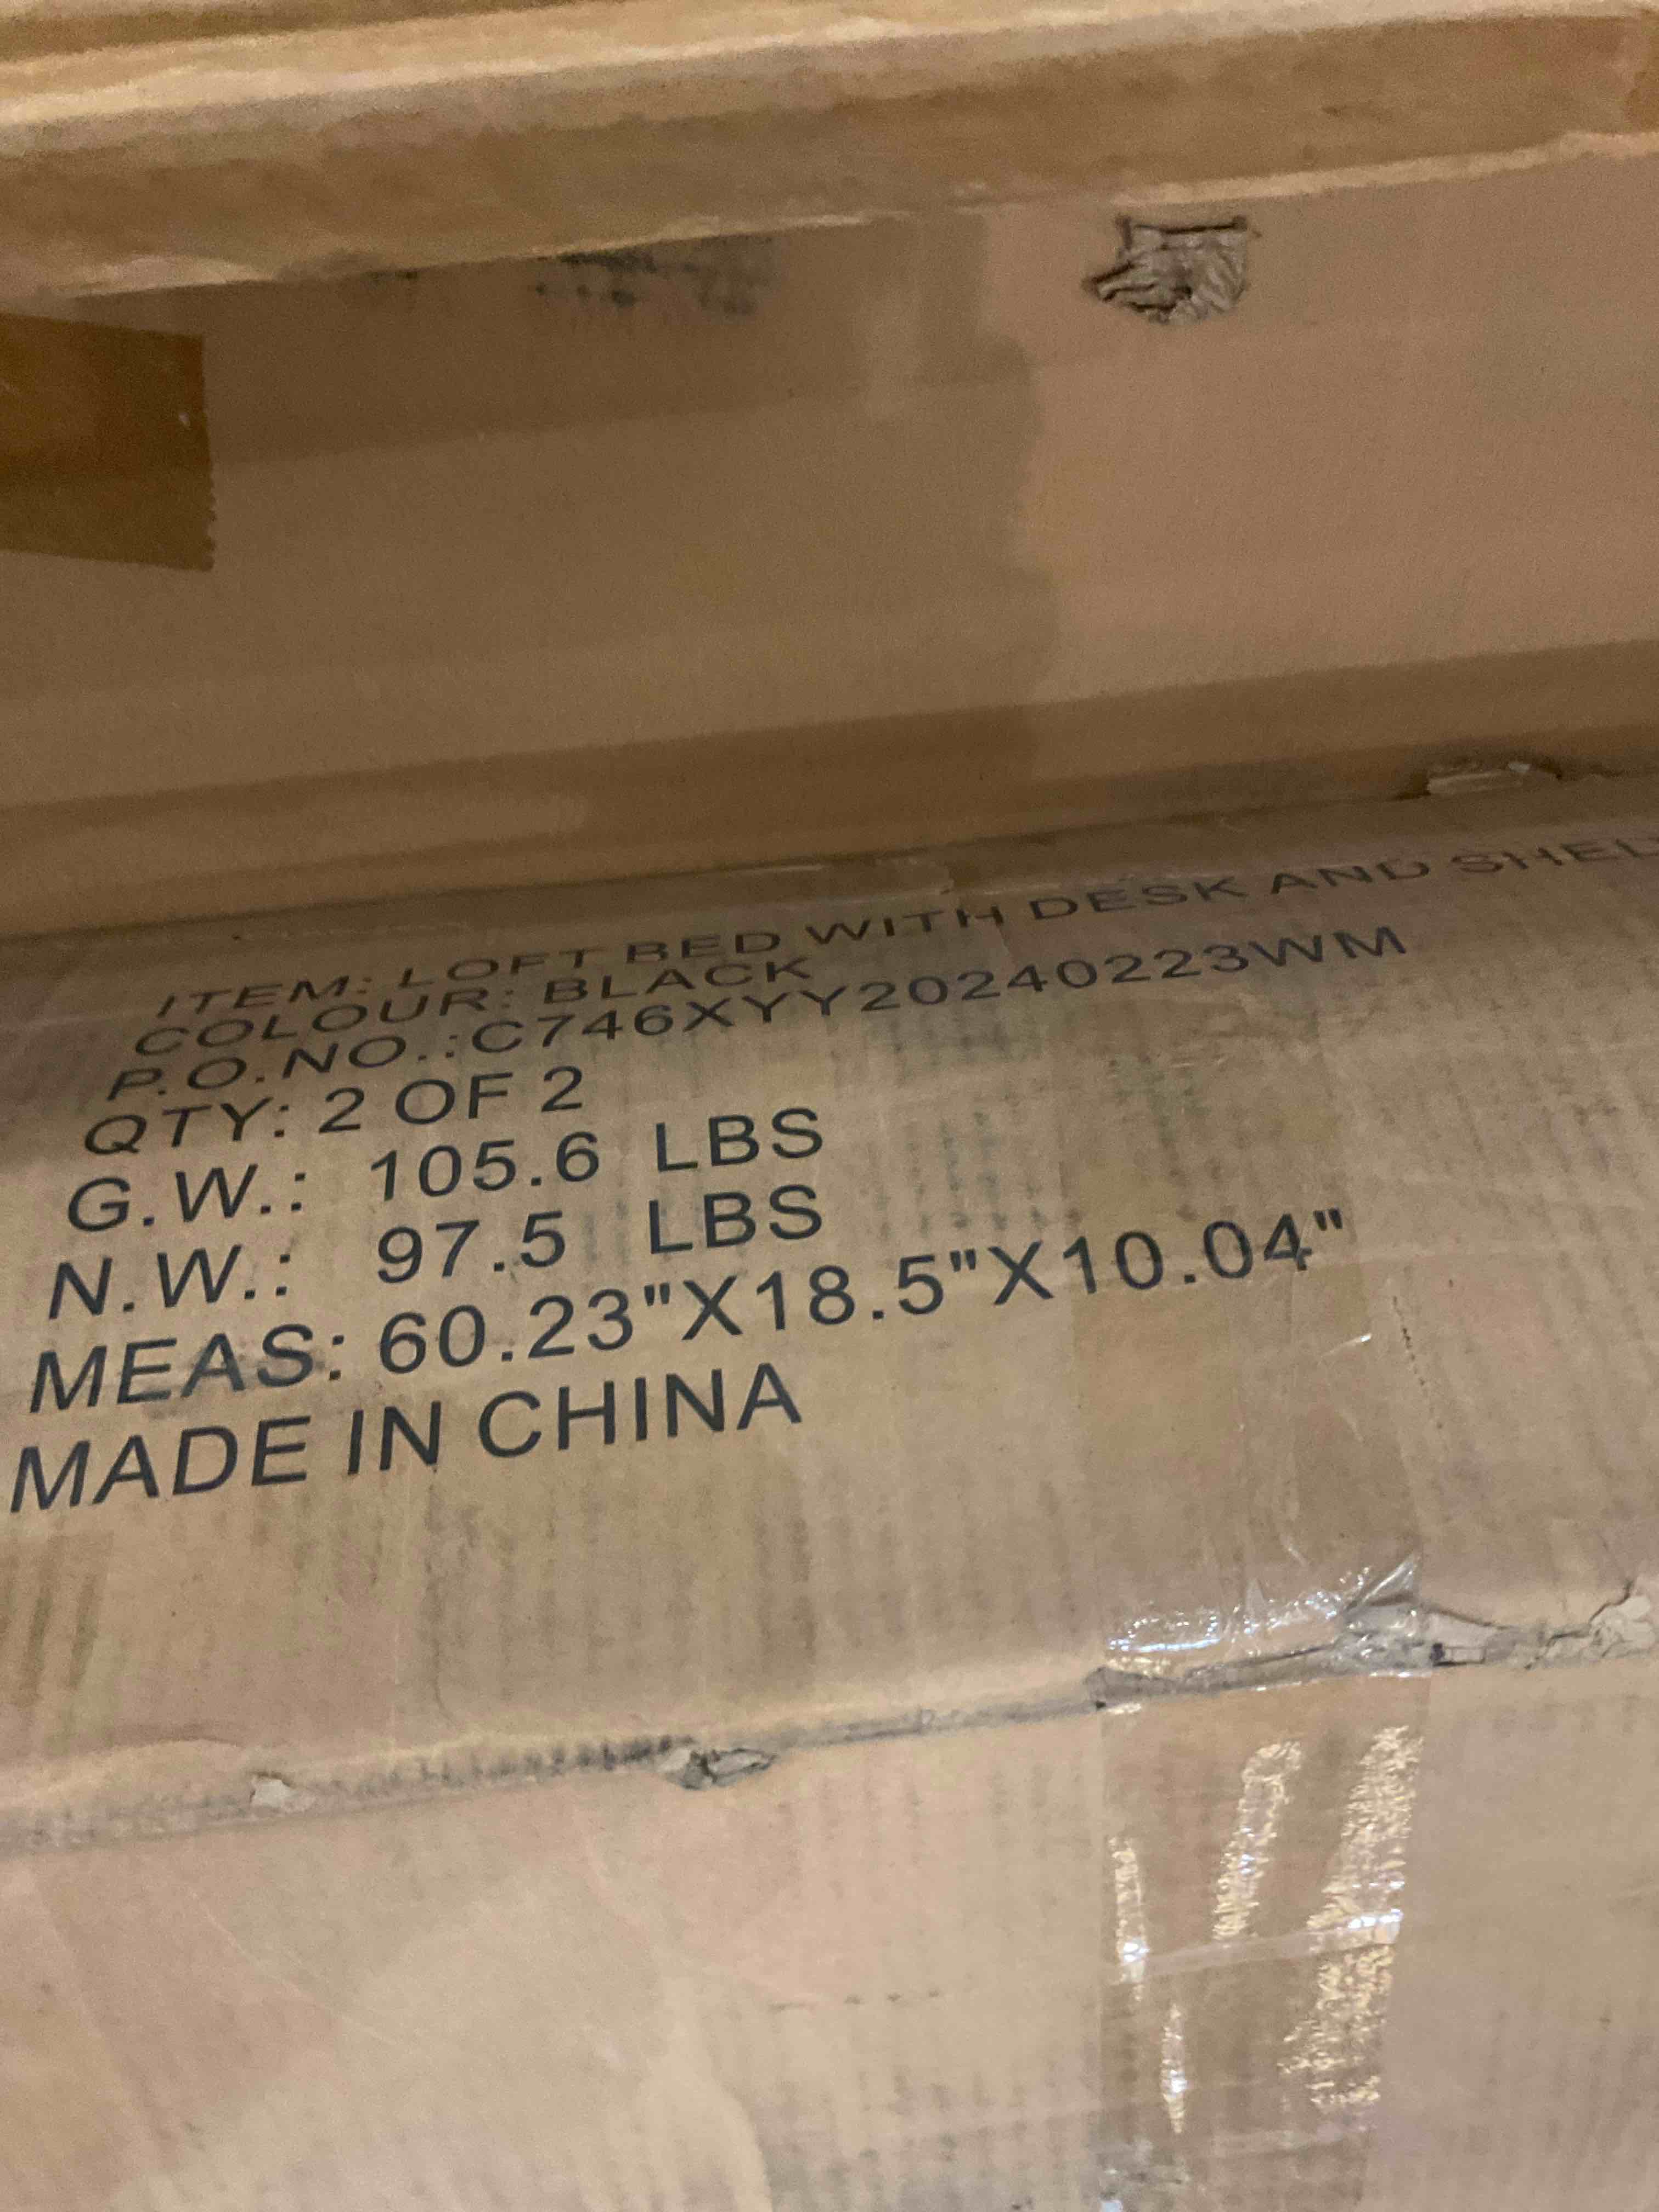 ITEM: LOFT BED WITH DESK AND SHEL
COLOUR: BLACK
P.O.NO.:C746XYY20240223WM
QTY: 2 OF 2
G.W.: 105.6 LBS
N.W.: 97.5 LBS
MEAS: 60.23"X18.5"X10.04"
MADE IN CHINA